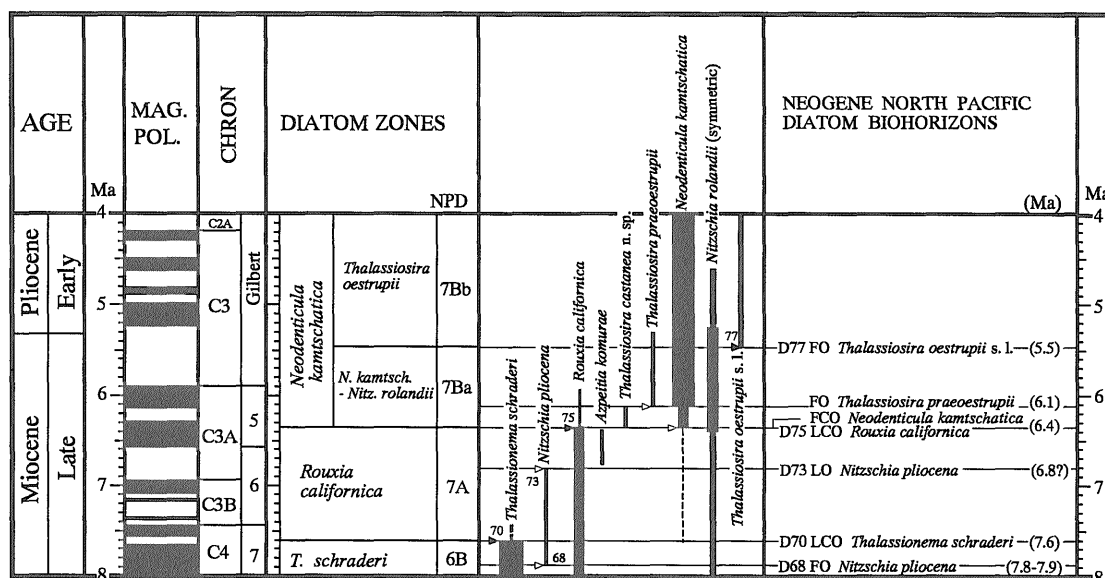 AGE
MAG.
POL.
CHRON
DIATOM ZONES
NPD
NEOGENE NORTH PACIFIC
DIATOM BIOHORIZONS
(Ma)
Ma
Ma
4
5
6
7
8
Pliocene
Early
Miocene
Late
C2A
C3
C3A
C3B
C4
Gilbert
5
6
7
Neodenticula
kamtschatica
Thalassiosira
oestrupii
7Bb
N. kamtsch.
- Nitz. rolandii
7Ba
Rouxia
californica
7A
T. schraderi
6B
Thalassionema schraderi
Nitzschia pliocena
Rouxia californica
Azpeitia komurae
Thalassiosira castanea n. sp.
Thalassiosira praeoestrupii
Neodenticula kamtschatica
Nitzschia rolandii (symmetric)
Thalassiosira oestrupii s. l.
70
73
68
75
77
D77 FO Thalassiosira oestrupii s. l. (5.5)
FO Thalassiosira praeoestrupii (6.1)
FCO Neodenticula kamtschatica
D75 LCO Rouxia californica (6.4)
D73 LO Nitzschia pliocena (6.8?)
D70 LCO Thalassionema schraderi (7.6)
D68 FO Nitzschia pliocena (7.8-7.9)
4
5
6
7
8